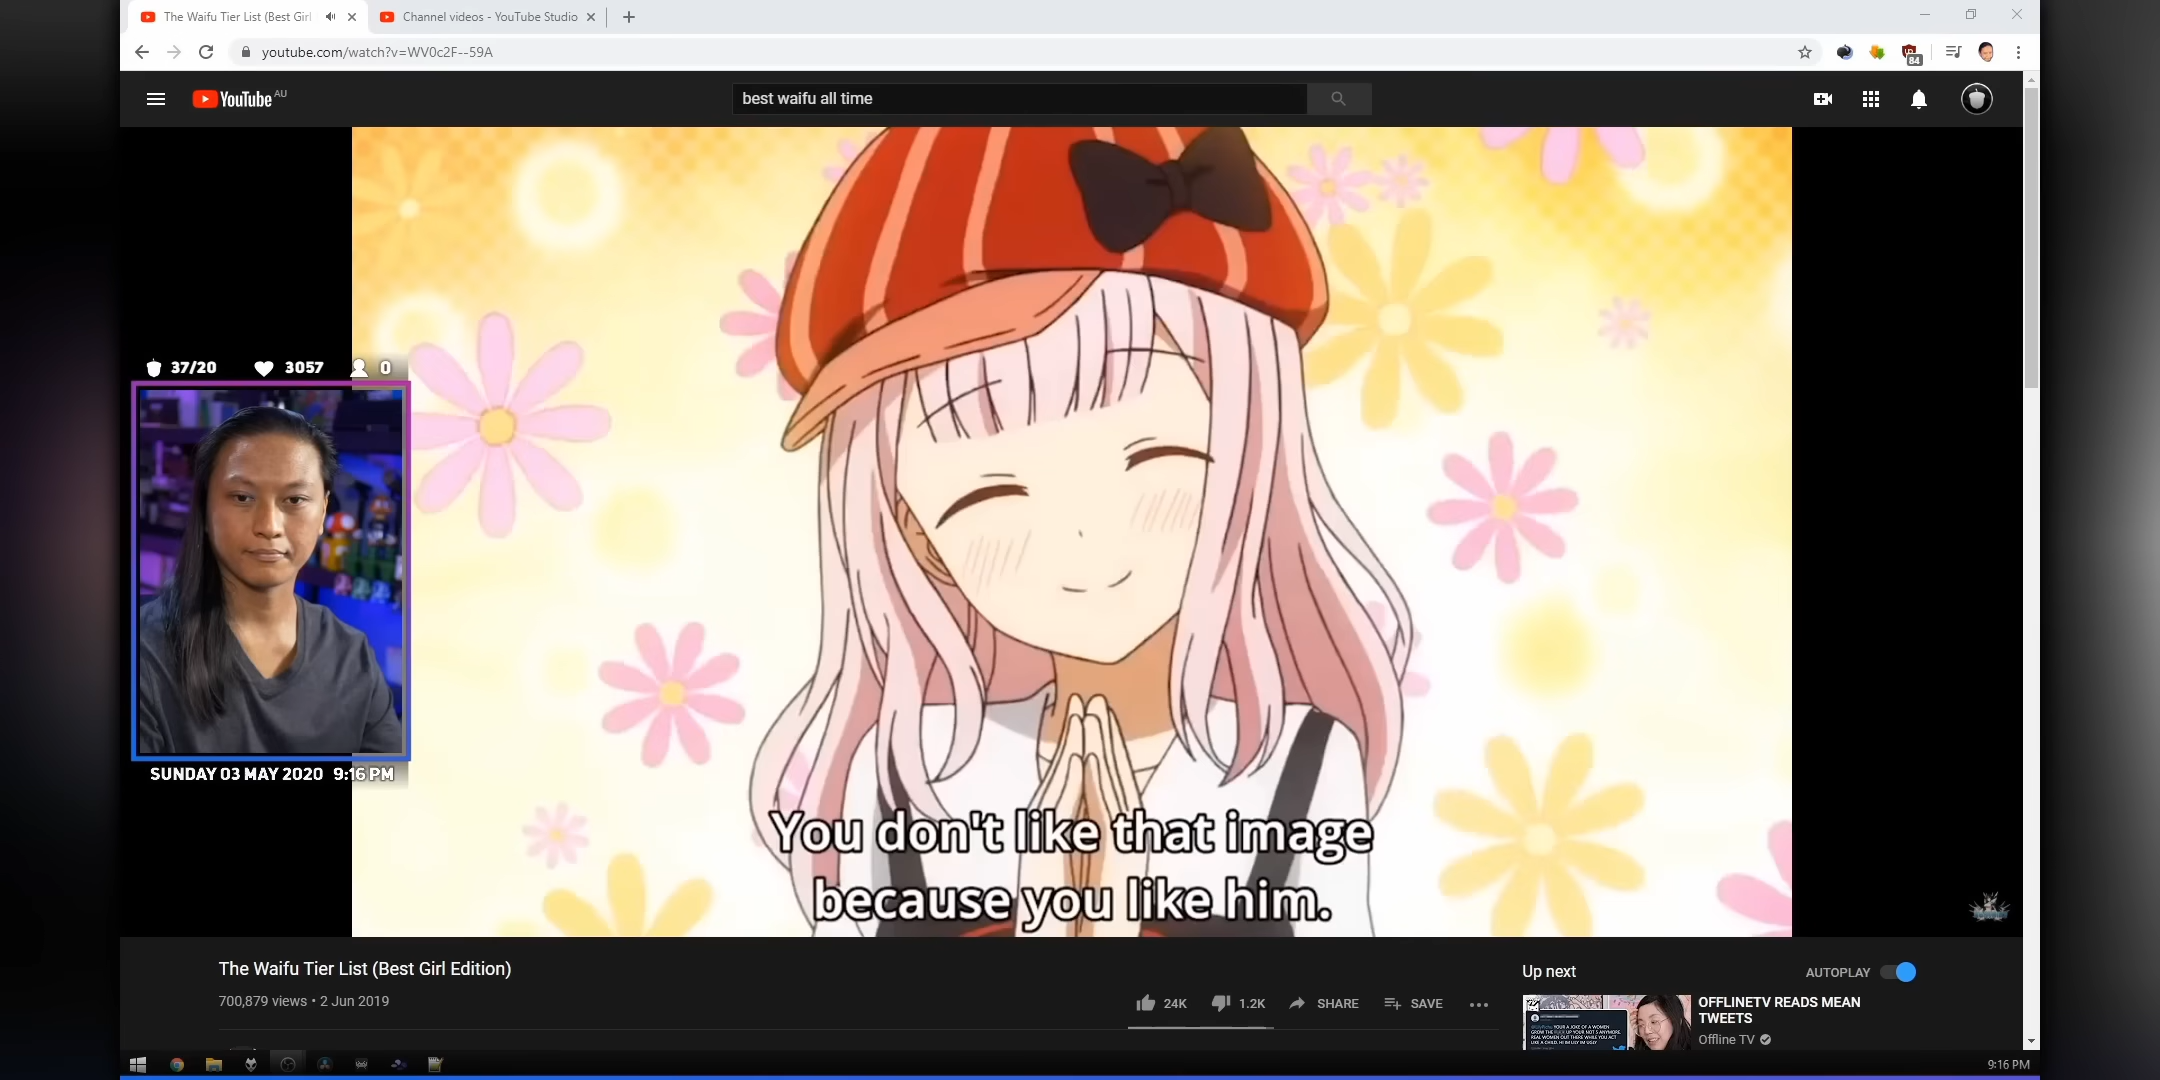 The Waifu Tier List (Best Girl
Channel videos - YouTube Studio
youtube.com/watch?v=WV0c2F--59A
84
YouTube AU
best waifu all time
37/20 3057 0
SUNDAY 03 MAY 2020 9:16 PM
You don't like that image
because you like him.
The Waifu Tier List (Best Girl Edition)
700,879 views • 2 Jun 2019
24K 1.2K SHARE SAVE
Up next AUTOPLAY
OFFLINETV READS MEAN
TWEETS
Offline TV
9:16 PM